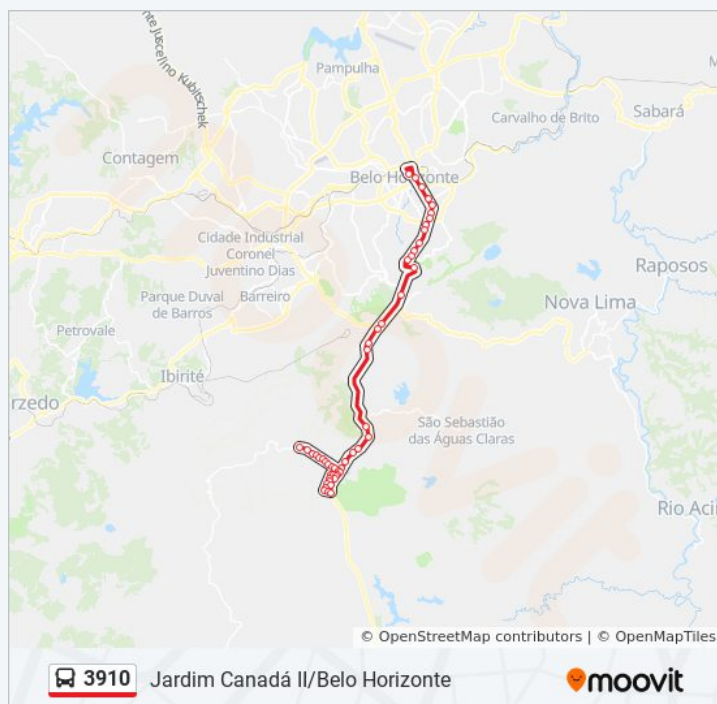 nte Juscelino Kubitschek
Pampulha
Carvalho de Brito
Sabará
Contagem
Belo Horizonte
Cidade Industrial
Coronel
Juventino Dias
Raposos
Parque Duval
de Barros
Barreiro
Nova Lima
Petrovale
Ibirité
rzedo
São Sebastião
das Águas Claras
Rio Aci
© OpenStreetMap contributors | © OpenMapTiles
3910
Jardim Canadá II/Belo Horizonte
moovit